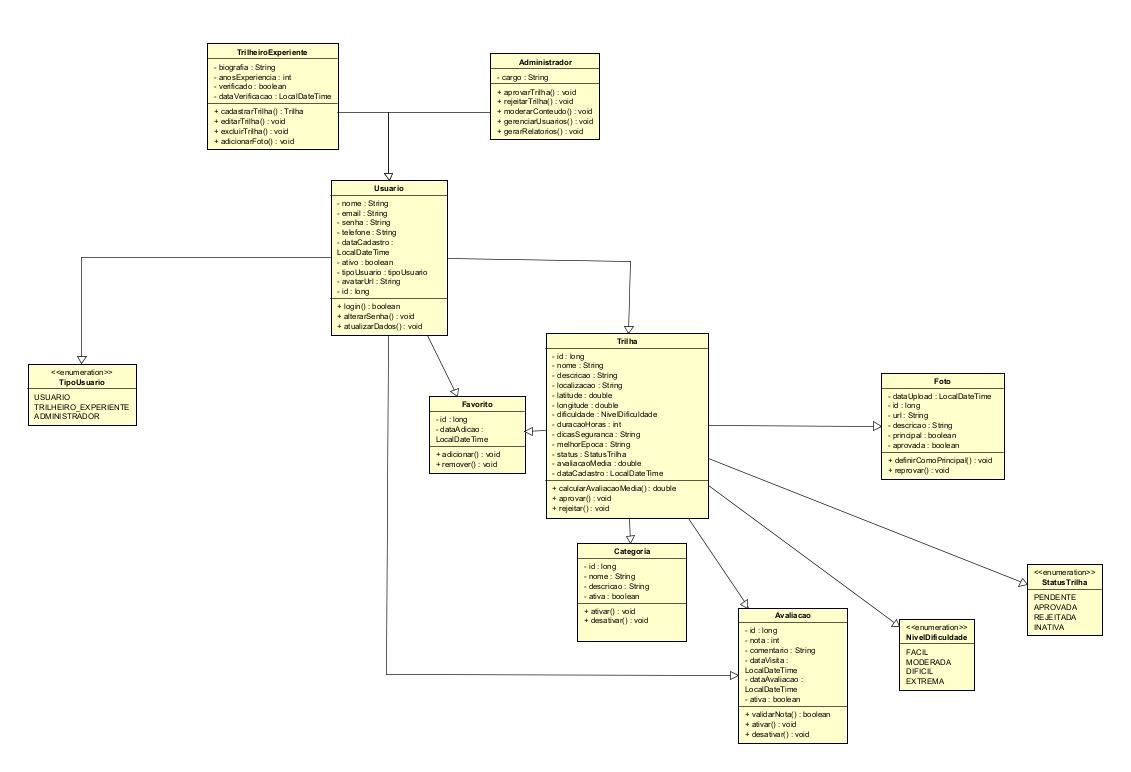 TrilheiroExperiente
- biografia : String
- anosExperiencia : int
- verificado : boolean
- dataVerificacao : LocalDateTime
+ cadastrarTrilha() : Trilha
+ editarTrilha() : void
+ excluirTrilha() : void
+ adicionarFoto() : void
Administrador
- cargo : String
+ aprovarTrilha() : void
+ rejeitarTrilha() : void
+ moderarConteudo() : void
+ gerenciarUsuarios() : void
+ gerarRelatorios() : void
Usuario
- nome : String
- email : String
- senha : String
- telefone : String
- dataCadastro :
LocalDateTime
- ativo : boolean
- tipoUsuario : tipoUsuario
- avatarUrl : String
- id : long
+ login() : boolean
+ alterarSenha() : void
+ atualizarDados() : void
<<enumeration>>
TipoUsuario
USUARIO
TRILHEIRO_EXPERIENTE
ADMINISTRADOR
Favorito
- id : long
- dataAdicao :
LocalDateTime
+ adicionar() : void
+ remover() : void
Trilha
- id : long
- nome : String
- descricao : String
- localizacao : String
- latitude : double
- longitude : double
- dificuldade : NivelDificuldade
- duracaoHoras : int
- dicasSeguranca : String
- melhorEpoca : String
- status : StatusTrilha
- avaliacaoMedia : double
- dataCadastro : LocalDateTime
+ calcularAvaliacaoMedia() : double
+ aprovar() : void
+ rejeitar() : void
Foto
- dataUpload : LocalDateTime
- id : long
- url : String
- descricao : String
- principal : boolean
- aprovada : boolean
+ definirComoPrincipal() : void
+ reprovar() : void
Categoria
- id : long
- nome : String
- descricao : String
- ativa : boolean
+ ativar() : void
+ desativar() : void
Avaliacao
- id : long
- nota : int
- comentario : String
- dataVisita :
LocalDateTime
- dataAvaliacao :
LocalDateTime
- ativa : boolean
+ validarNota() : boolean
+ ativar() : void
+ desativar() : void
<<enumeration>>
NivelDificuldade
FACIL
MODERADA
DIFICIL
EXTREMA
<<enumeration>>
StatusTrilha
PENDENTE
APROVADA
REJEITADA
INATIVA